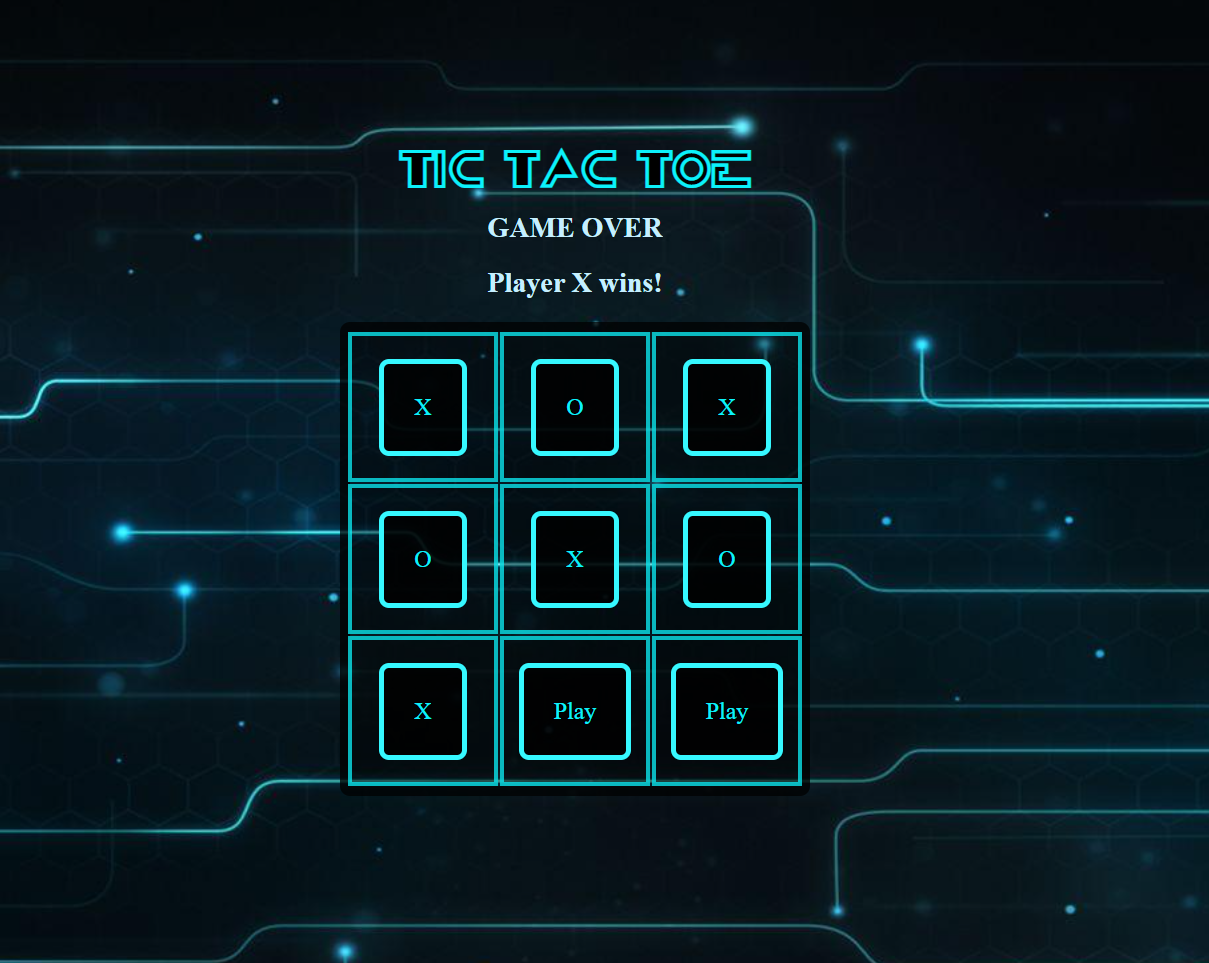 TIC TAC TOE
GAME OVER
Player X wins!
X O X
O X O
X Play Play